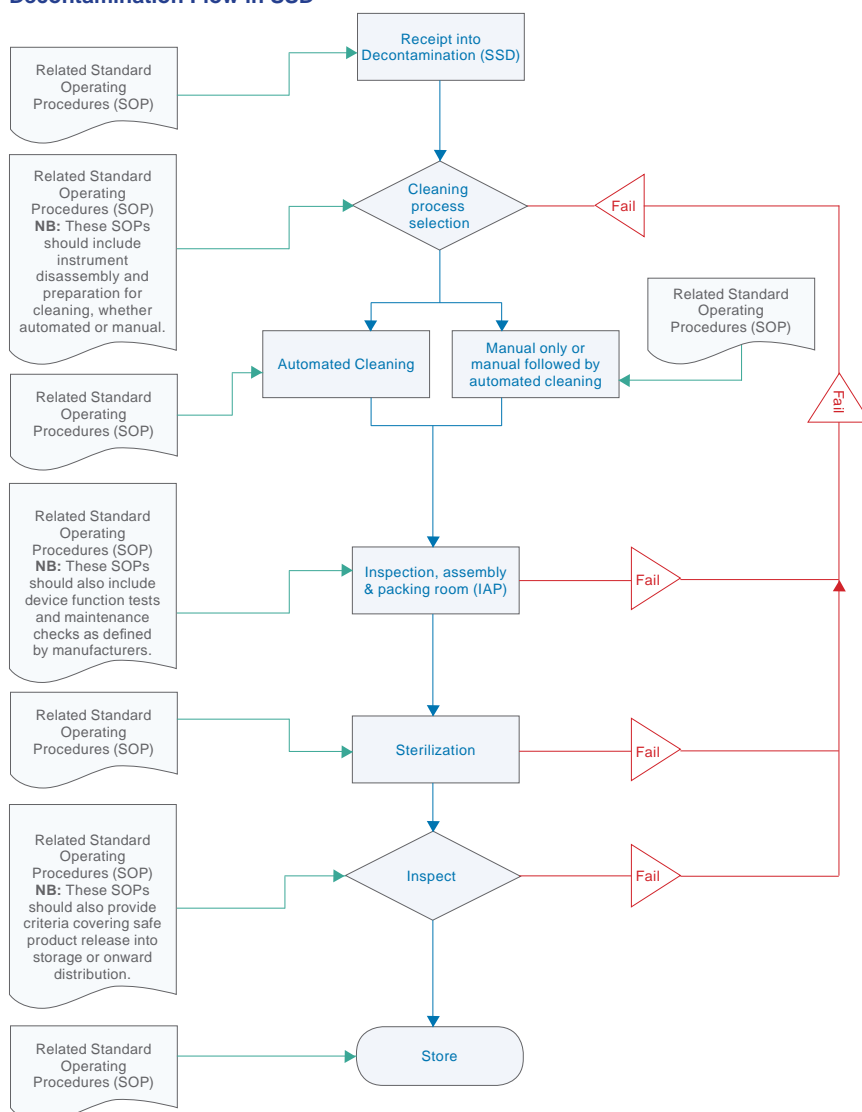 Decontamination Flow in SSD
Receipt into
Decontamination (SSD)
Related Standard
Operating
Procedures (SOP)
Related Standard
Operating
Procedures (SOP)
NB: These SOPs
should include
instrument
disassembly and
preparation for
cleaning, whether
automated or manual.
Cleaning
process
selection
Fail
Related Standard
Operating
Procedures (SOP)
Automated Cleaning
Manual only or
manual followed by
automated cleaning
Related Standard
Operating
Procedures (SOP)
Fail
Related Standard
Operating
Procedures (SOP)
NB: These SOPs
should also include
device function tests
and maintenance
checks as defined
by manufacturers.
Inspection, assembly
& packing room (IAP)
Fail
Related Standard
Operating
Procedures (SOP)
Sterilization
Fail
Related Standard
Operating
Procedures (SOP)
NB: These SOPs
should also provide
criteria covering safe
product release into
storage or onward
distribution.
Inspect
Fail
Related Standard
Operating
Procedures (SOP)
Store